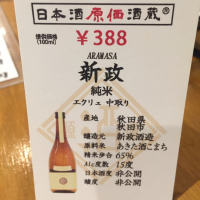 日本酒原価酒蔵®
提供価格
(100ml)
¥388
ARAMASA
新政
純米
エクリュ 中取り
産地 秋田県
秋田市
醸造元 新政酒造
原料米 あきた酒こまち
精米歩合 65%
Alc度数 15度
日本酒度 非公開
酸度 非公開